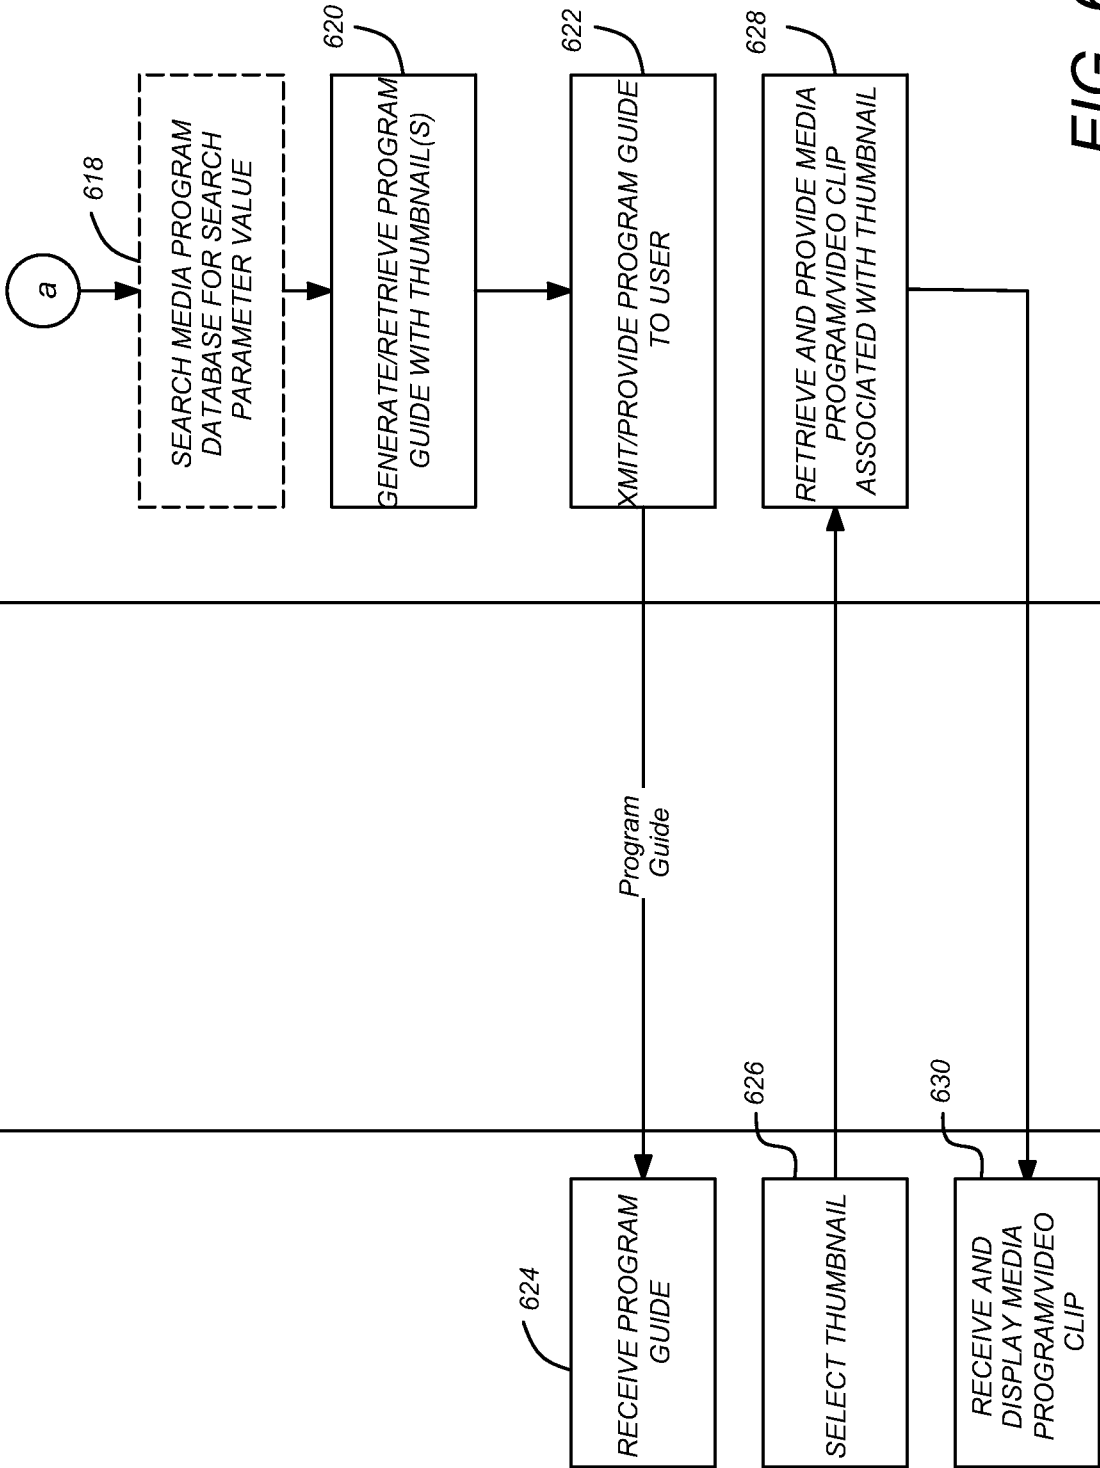 a
618
SEARCH MEDIA PROGRAM
DATABASE FOR SEARCH
PARAMETER VALUE
620
GENERATE/RETRIEVE PROGRAM
GUIDE WITH THUMBNAIL(S)
622
XMIT/PROVIDE PROGRAM GUIDE
TO USER
Program
Guide
624
RECEIVE PROGRAM
GUIDE
626
SELECT THUMBNAIL
628
RETRIEVE AND PROVIDE MEDIA
PROGRAM/VIDEO CLIP
ASSOCIATED WITH THUMBNAIL
630
RECEIVE AND
DISPLAY MEDIA
PROGRAM/VIDEO
CLIP
FIG.